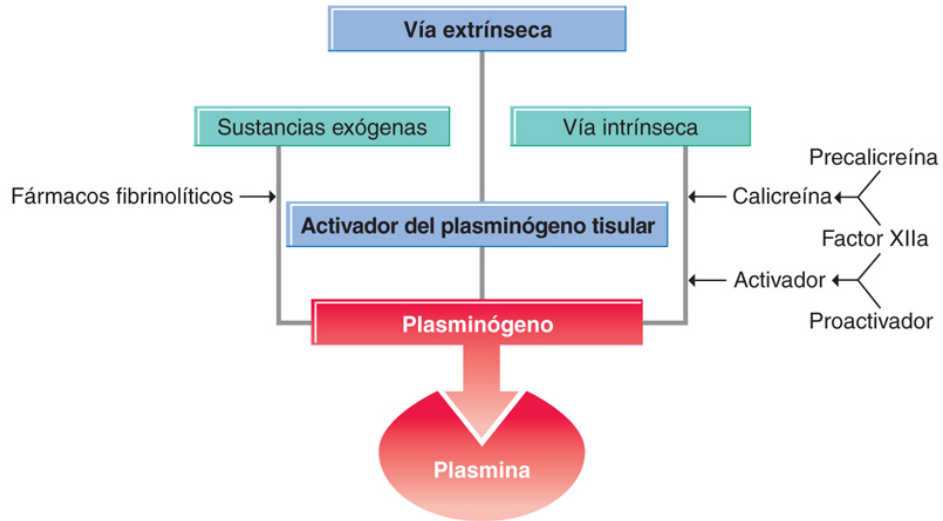 Vía extrínseca
Sustancias exógenas
Vía intrínseca
Precalicreína
Fármacos fibrinolíticos
Calicreína
Activador del plasminógeno tisular
Factor XIIa
Activador
Plasminógeno
Proactivador
Plasmina